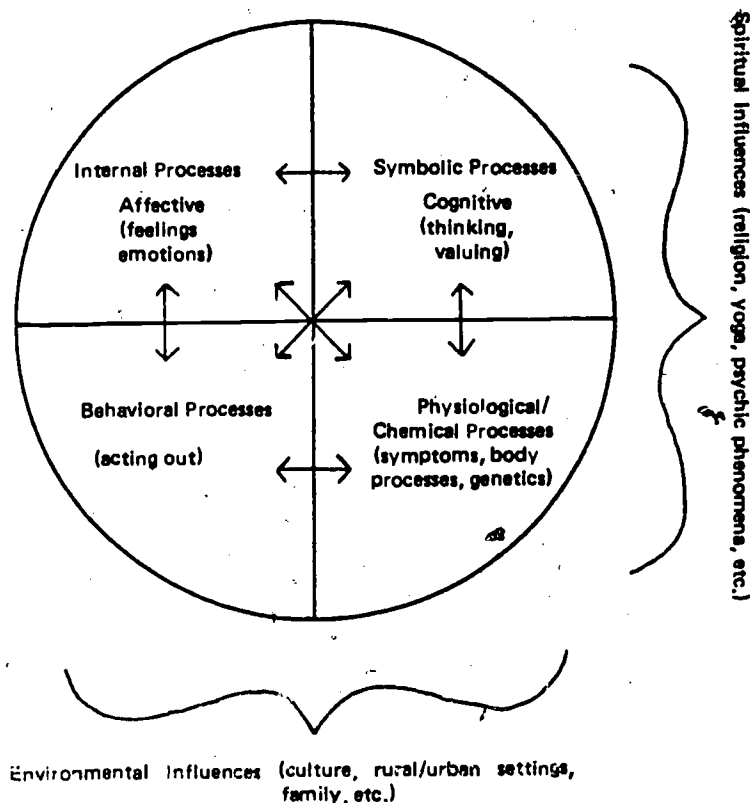 Internal Processes
Affective
(feelings
emotions)
Symbolic Processes
Cognitive
(thinking,
valuing)
Behavioral Processes
(acting out)
Physiological/
Chemical Processes
(symptoms, body
processes, genetics)
Spiritual Influences (religion, yoga, psychic phenomena, etc.)
Environmental Influences (culture, rural/urban settings,
family, etc.)